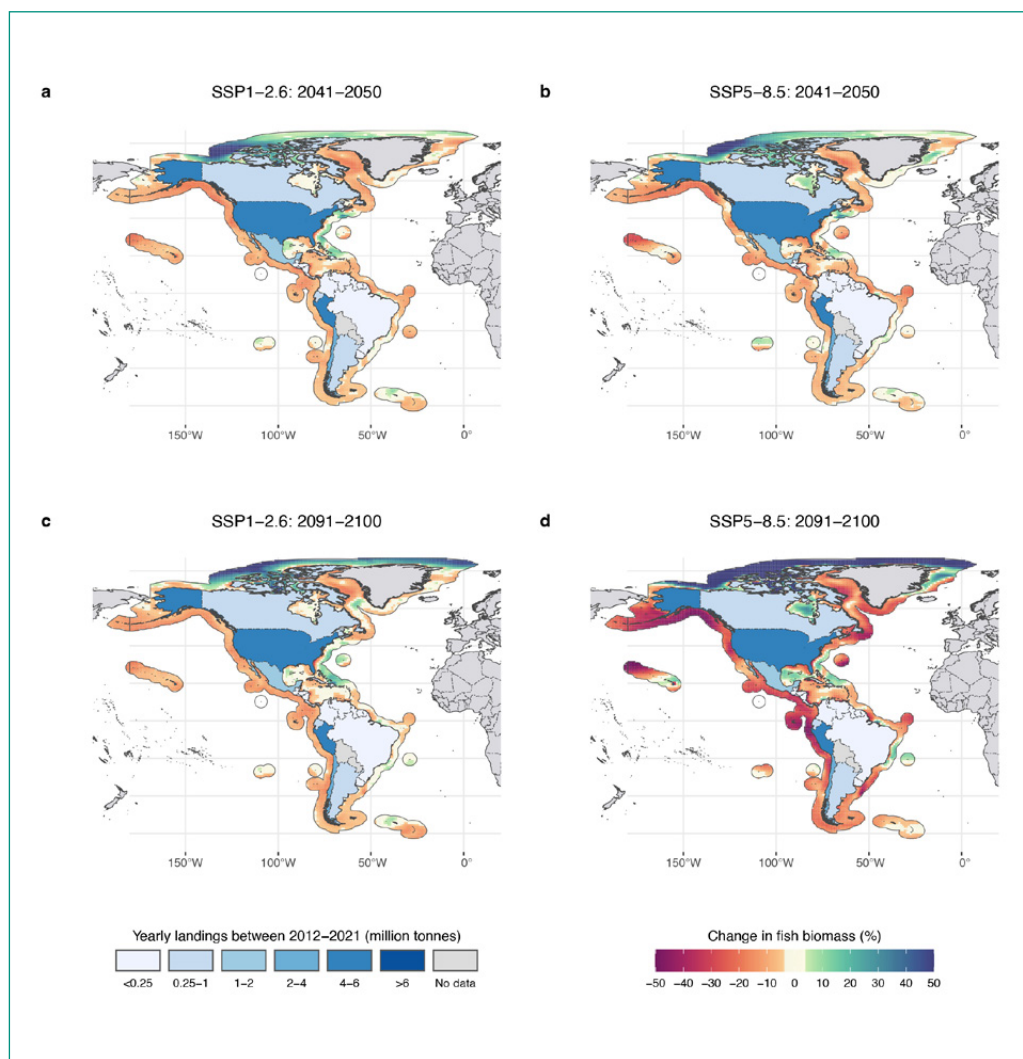 a
SSP1–2.6: 2041–2050
b
SSP5–8.5: 2041–2050
150°W 100°W 50°W 0°
150°W 100°W 50°W 0°
c
SSP1–2.6: 2091–2100
d
SSP5–8.5: 2091–2100
150°W 100°W 50°W 0°
150°W 100°W 50°W 0°
Yearly landings between 2012–2021 (million tonnes)
<0.25 0.25–1 1–2 2–4 4–6 >6 No data
Change in fish biomass (%)
−50 −40 −30 −20 −10 0 10 20 30 40 50